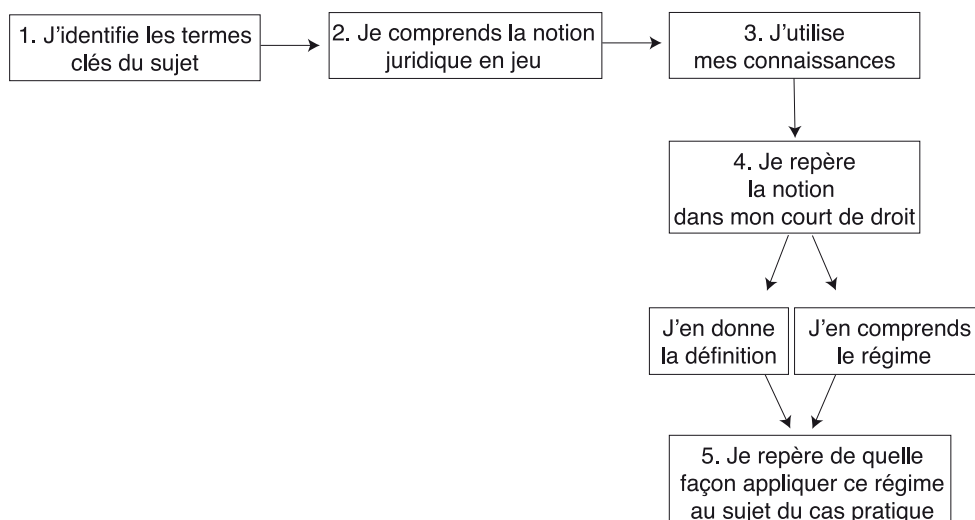 1. J'identifie les termes
clés du sujet
2. Je comprends la notion
juridique en jeu
3. J'utilise
mes connaissances
4. Je repère
la notion
dans mon court de droit
J'en donne
la définition
J'en comprends
le régime
5. Je repère de quelle
façon appliquer ce régime
au sujet du cas pratique